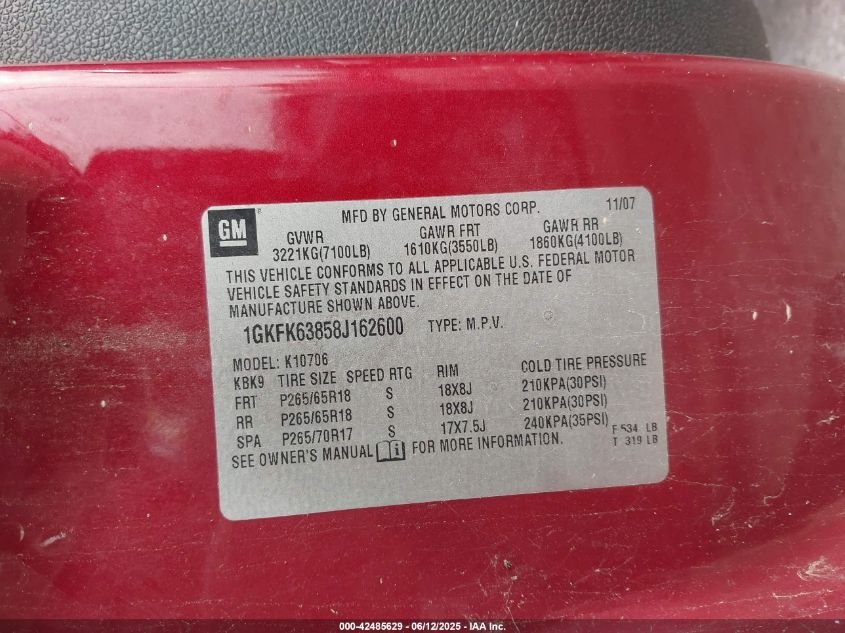 GM
MFD BY GENERAL MOTORS CORP. 11/07
GVWR GAWR FRT GAWR RR
3221KG(7100LB) 1610KG(3550LB) 1860KG(4100LB)
THIS VEHICLE CONFORMS TO ALL APPLICABLE U.S. FEDERAL MOTOR
VEHICLE SAFETY STANDARDS IN EFFECT ON THE DATE OF
MANUFACTURE SHOWN ABOVE.
1GKFK63858J162600 TYPE: M.P.V.
MODEL: K10706
KBK9 TIRE SIZE SPEED RTG RIM COLD TIRE PRESSURE
FRT P265/65R18 S 18X8J 210KPA(30PSI)
RR P265/65R18 S 18X8J 210KPA(30PSI)
SPA P265/70R17 S 17X7.5J 240KPA(35PSI) F 534 LB
T 319 LB
SEE OWNER'S MANUAL i FOR MORE INFORMATION.
000-42485629 - 06/12/2025 - IAA Inc.